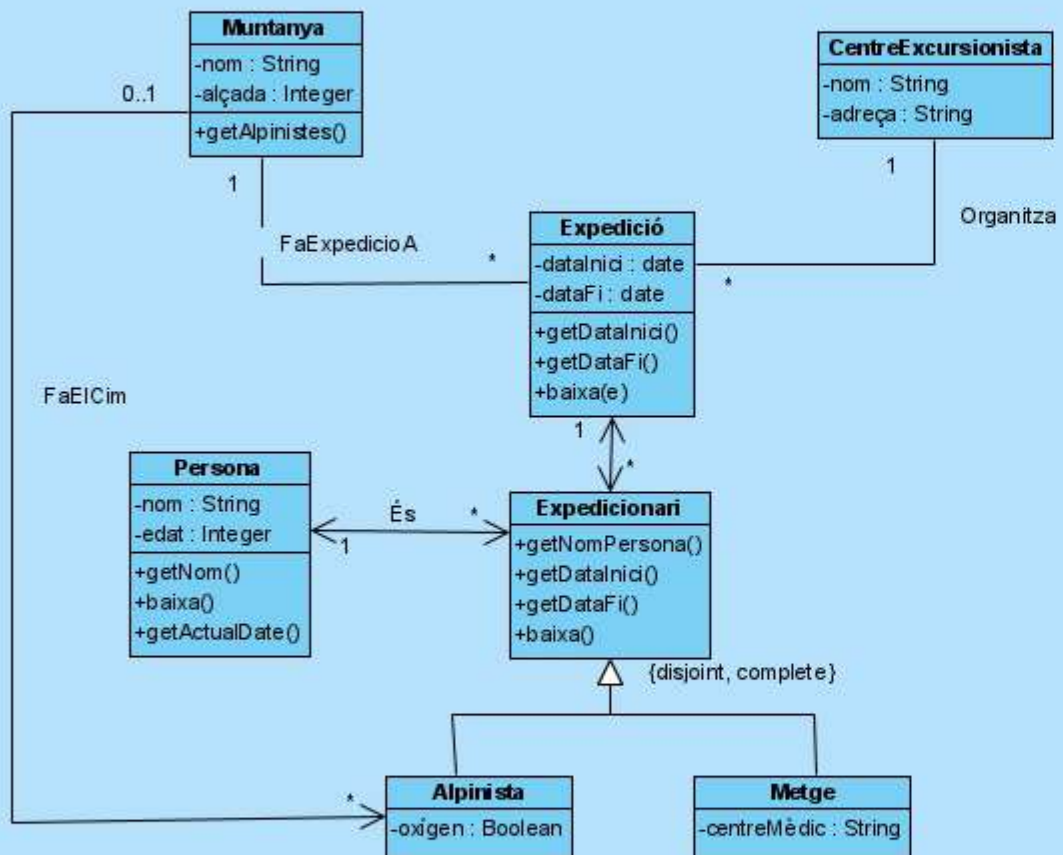 Muntanya
-nom : String
-alçada : Integer
+getAlpinistes()
CentreExcursionista
-nom : String
-adreça : String
0..1
1
1
Organitza
FaExpedicioA
*
Expedició
-dataInici : date
-dataFi : date
+getDataInici()
+getDataFi()
+baixa(e)
*
FaElCim
1
*
Persona
-nom : String
-edat : Integer
+getNom()
+baixa()
+getActualDate()
És
*
1
Expedicionari
+getNomPersona()
+getDataInici()
+getDataFi()
+baixa()
{disjoint, complete}
*
Alpinista
-oxígen : Boolean
Metge
-centreMèdic : String